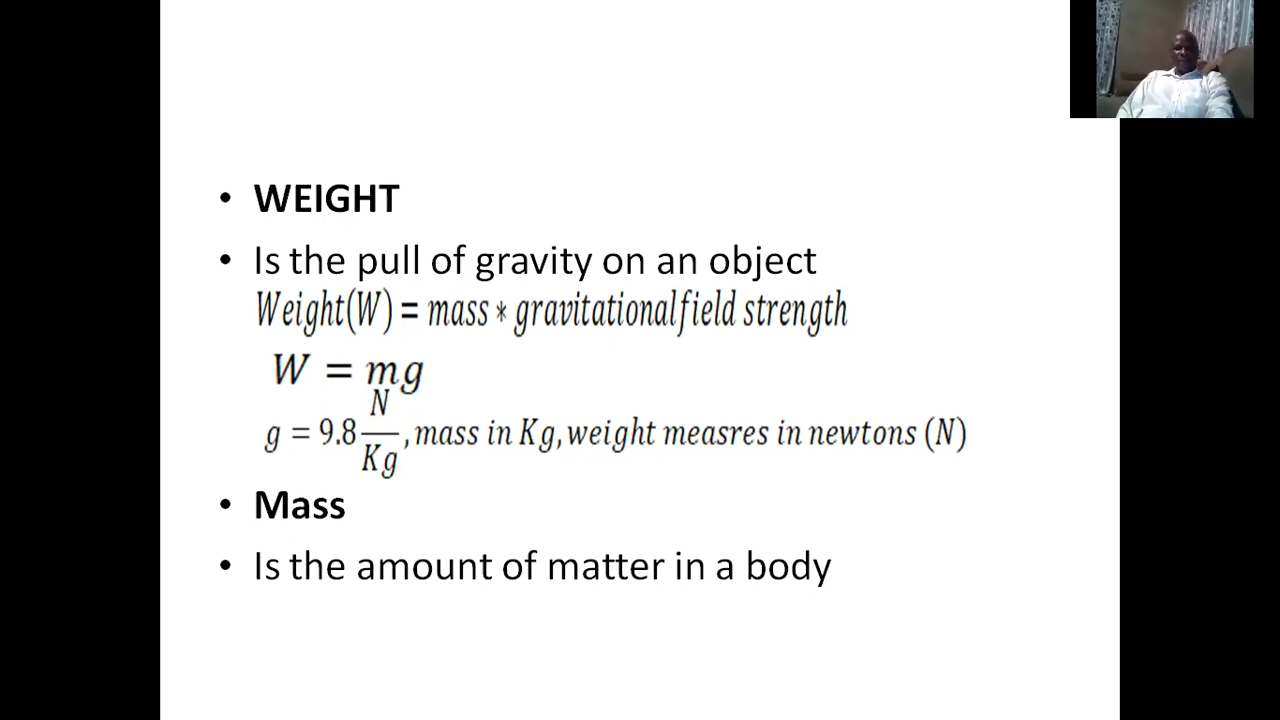 • WEIGHT
• Is the pull of gravity on an object
Weight(W) = mass * gravitationalfield strength
W = mg
g = 9.8 N/Kg, mass in Kg, weight measres in newtons (N)
• Mass
• Is the amount of matter in a body